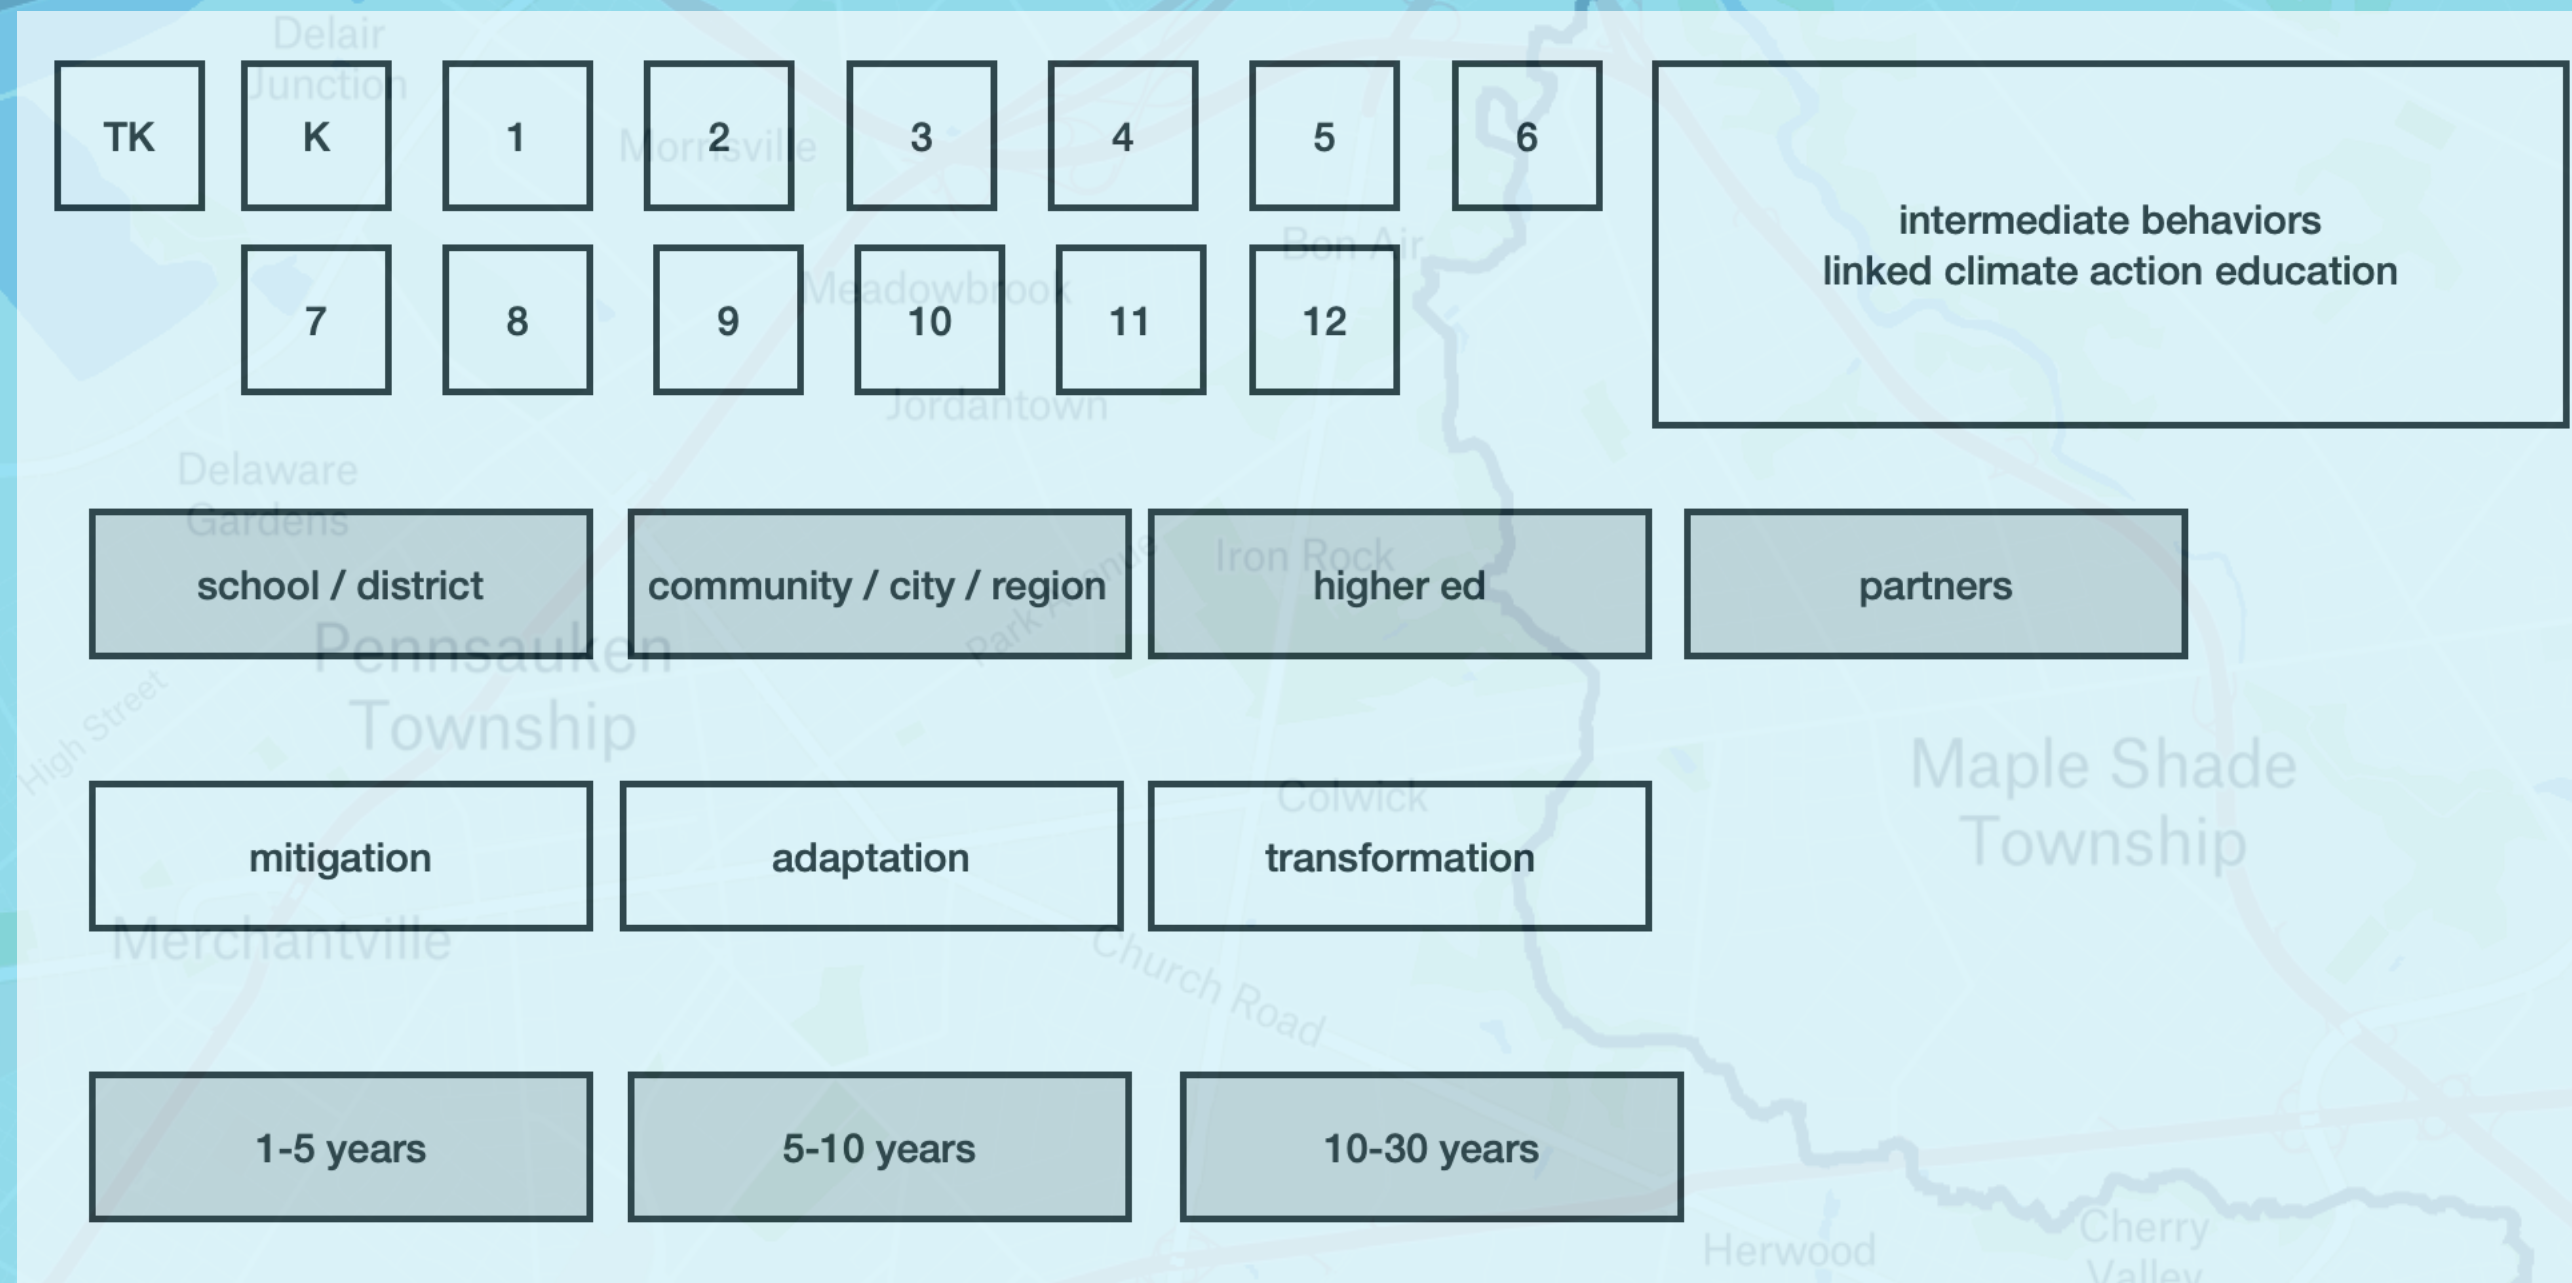 Delair
Junction
TK
K
1
2
3
4
5
6
Morrisville
intermediate behaviors
linked climate action education
Bon Air
Meadowbrook
7
8
9
10
11
12
Jordantown
Delaware
Gardens
Iron Rock
school / district
community / city / region
higher ed
partners
Park Avenue
Pennsauken
Township
High Street
Maple Shade
Township
Colwick
mitigation
adaptation
transformation
Merchantville
Church Road
1-5 years
5-10 years
10-30 years
Herwood
Cherry
Valley